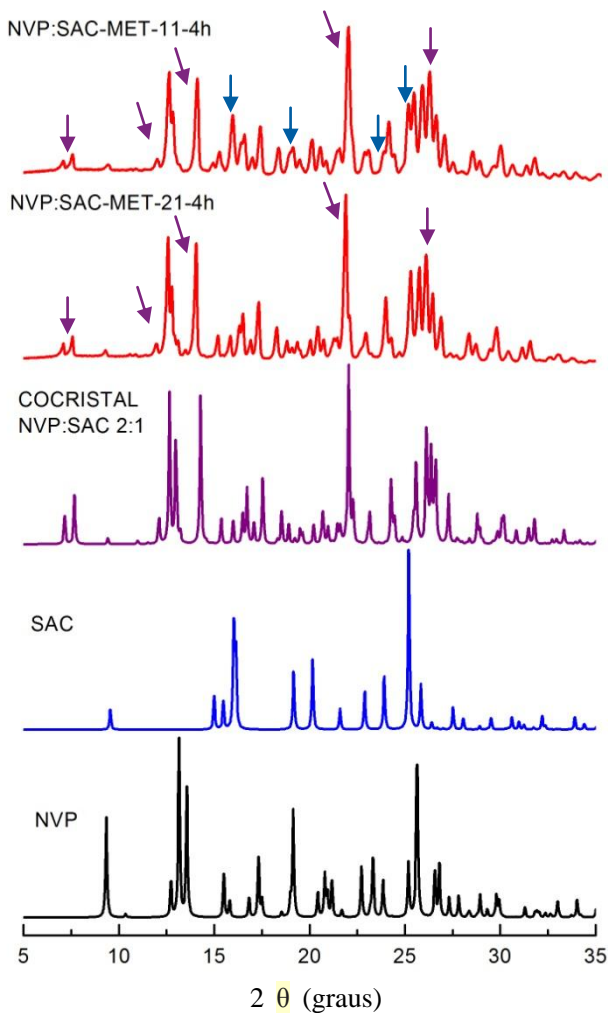 NVP:SAC-MET-11-4h
NVP:SAC-MET-21-4h
COCRISTAL
NVP:SAC 2:1
SAC
NVP
5 10 15 20 25 30 35
2 θ (graus)